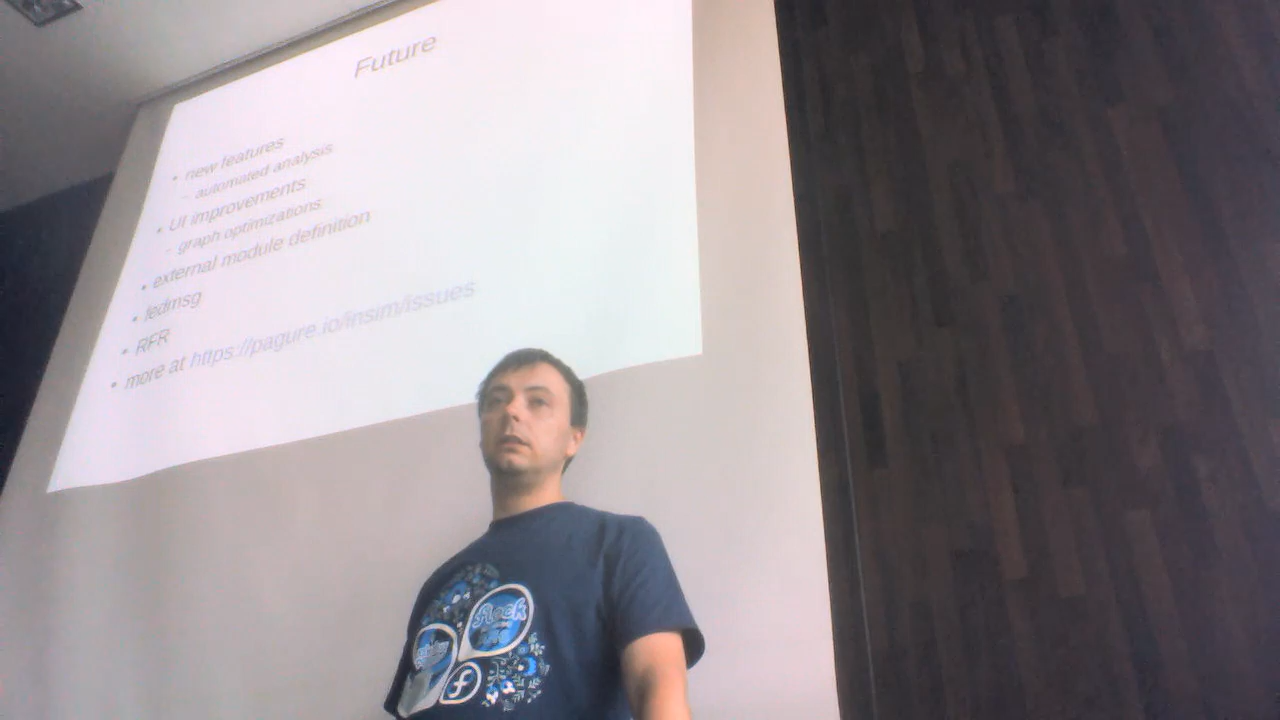 Future
• new features
– automated analysis
• UI improvements
– graph optimizations
• external module definition
• fedmsg
• RFR
• more at https://pagure.io/insim/issues
flock
f